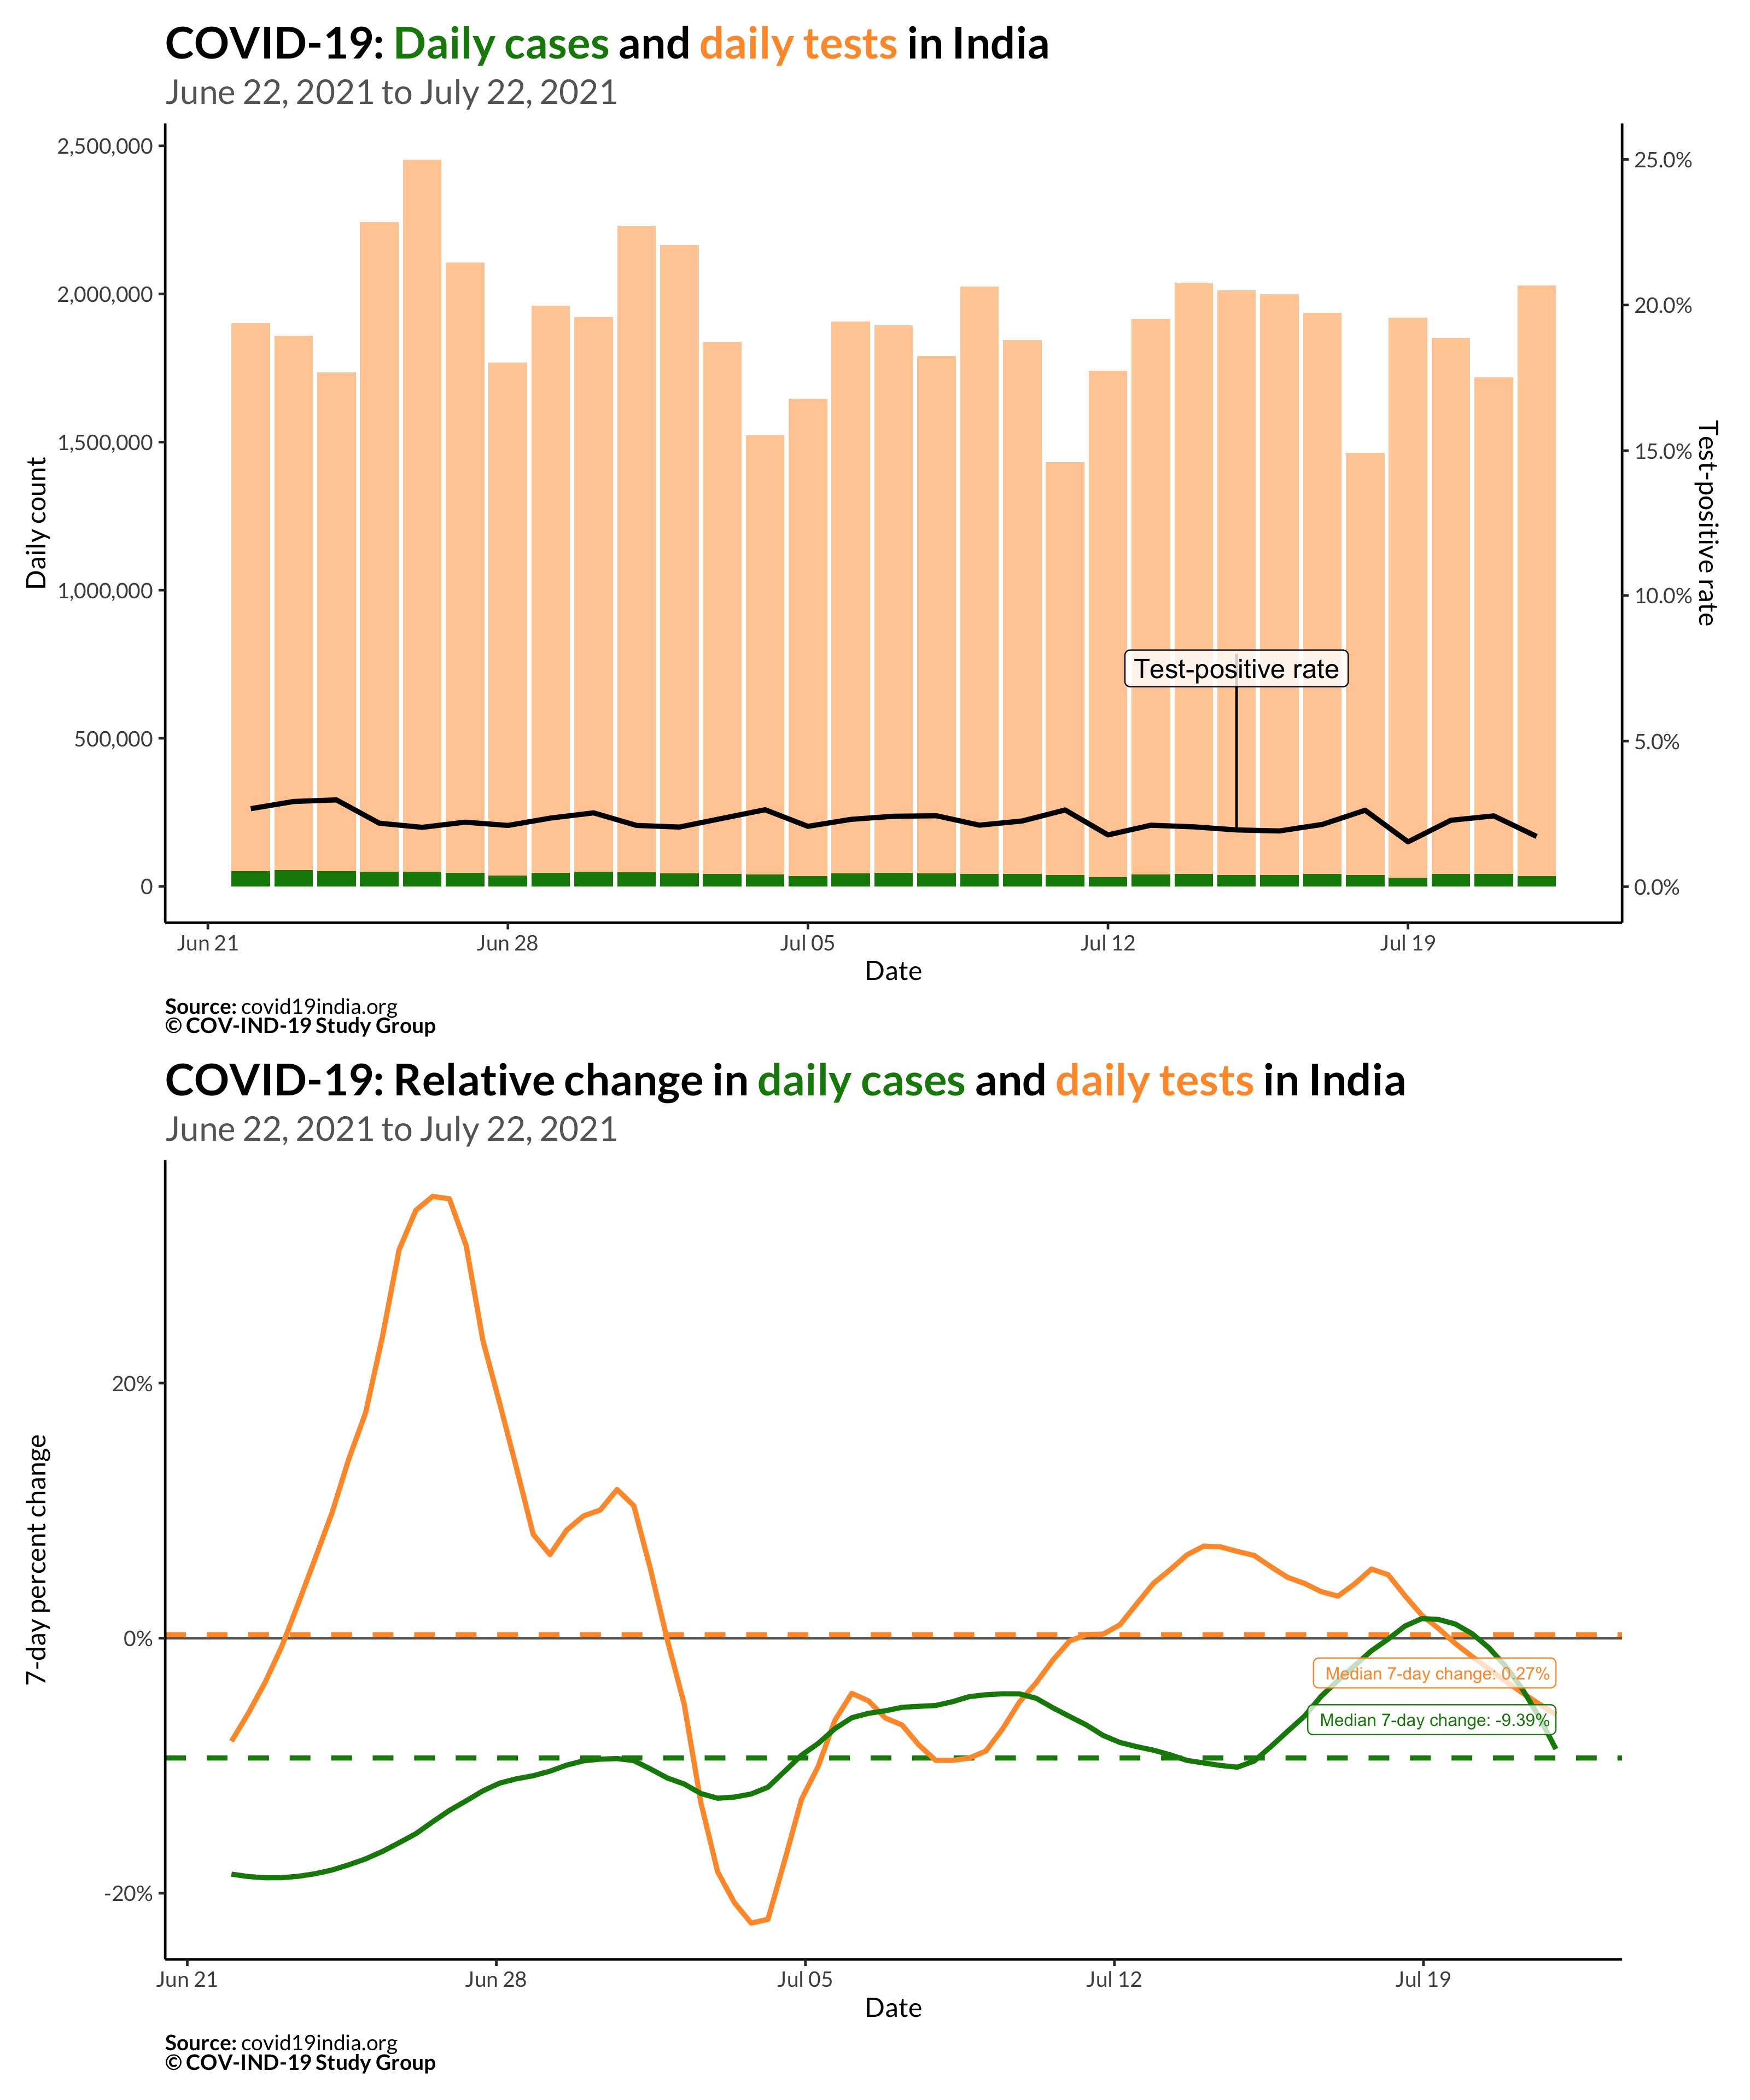 COVID-19: Daily cases and daily tests in India
June 22, 2021 to July 22, 2021
2,500,000
2,000,000
1,500,000
1,000,000
500,000
0
Daily count
25.0%
20.0%
15.0%
10.0%
5.0%
0.0%
Test-positive rate
Test-positive rate
Jun 21
Jun 28
Jul 05
Jul 12
Jul 19
Date
Source: covid19india.org
© COV-IND-19 Study Group
COVID-19: Relative change in daily cases and daily tests in India
June 22, 2021 to July 22, 2021
20%
0%
-20%
7-day percent change
Median 7-day change: 0.27%
Median 7-day change: -9.39%
Jun 21
Jun 28
Jul 05
Jul 12
Jul 19
Date
Source: covid19india.org
© COV-IND-19 Study Group